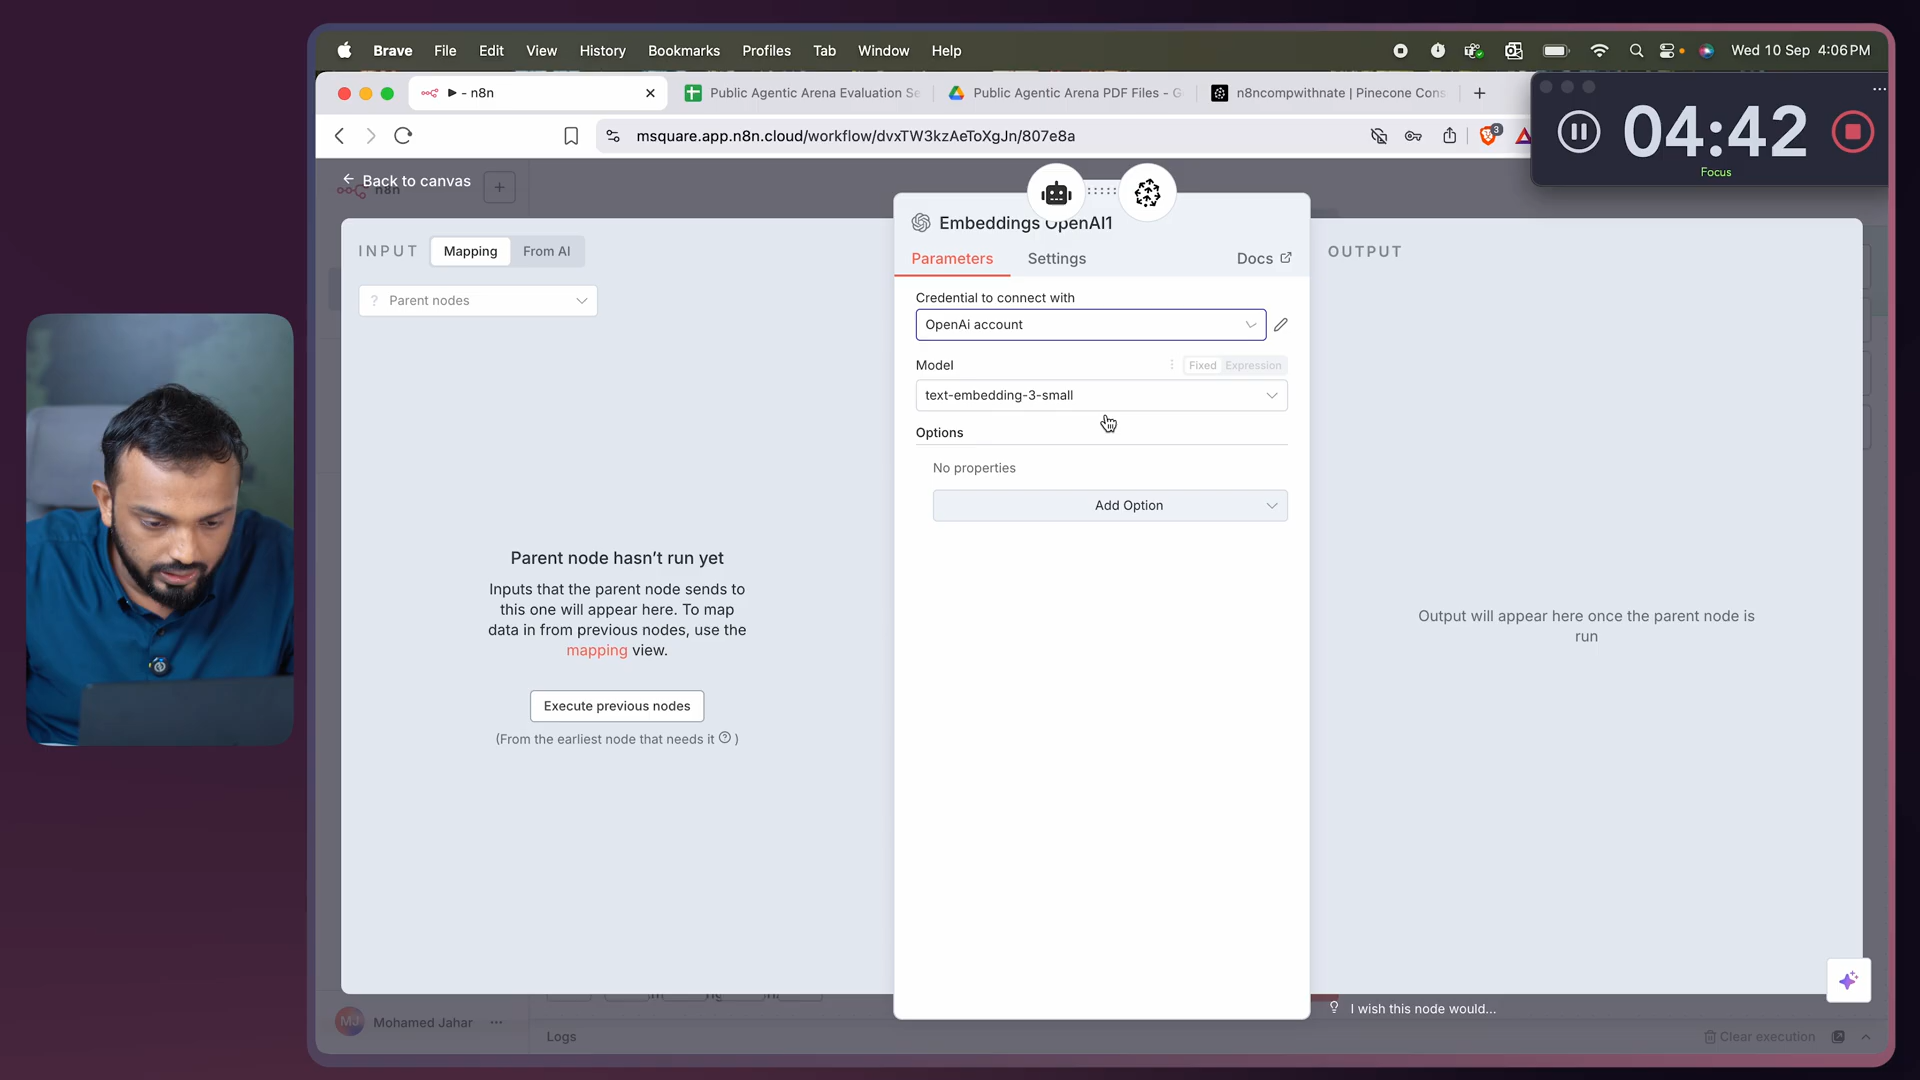 Brave File Edit View History Bookmarks Profiles Tab Window Help
Wed 10 Sep 4:06 PM
- n8n
Public Agentic Arena Evaluation Se
Public Agentic Arena PDF Files - G
n8ncompwithnate | Pinecone Cons
04:42
Focus
msquare.app.n8n.cloud/workflow/dvxTW3kzAeToXgJn/807e8a
3
Back to canvas
n8n
INPUT
Mapping
From AI
? Parent nodes
Parent node hasn't run yet
Inputs that the parent node sends to
this one will appear here. To map
data in from previous nodes, use the
mapping view.
Execute previous nodes
(From the earliest node that needs it ? )
Embeddings OpenAI1
Parameters
Settings
Docs
Credential to connect with
OpenAi account
Model
Fixed Expression
text-embedding-3-small
Options
No properties
Add Option
OUTPUT
Output will appear here once the parent node is
run
I wish this node would...
MJ Mohamed Jahar
Logs
Clear execution